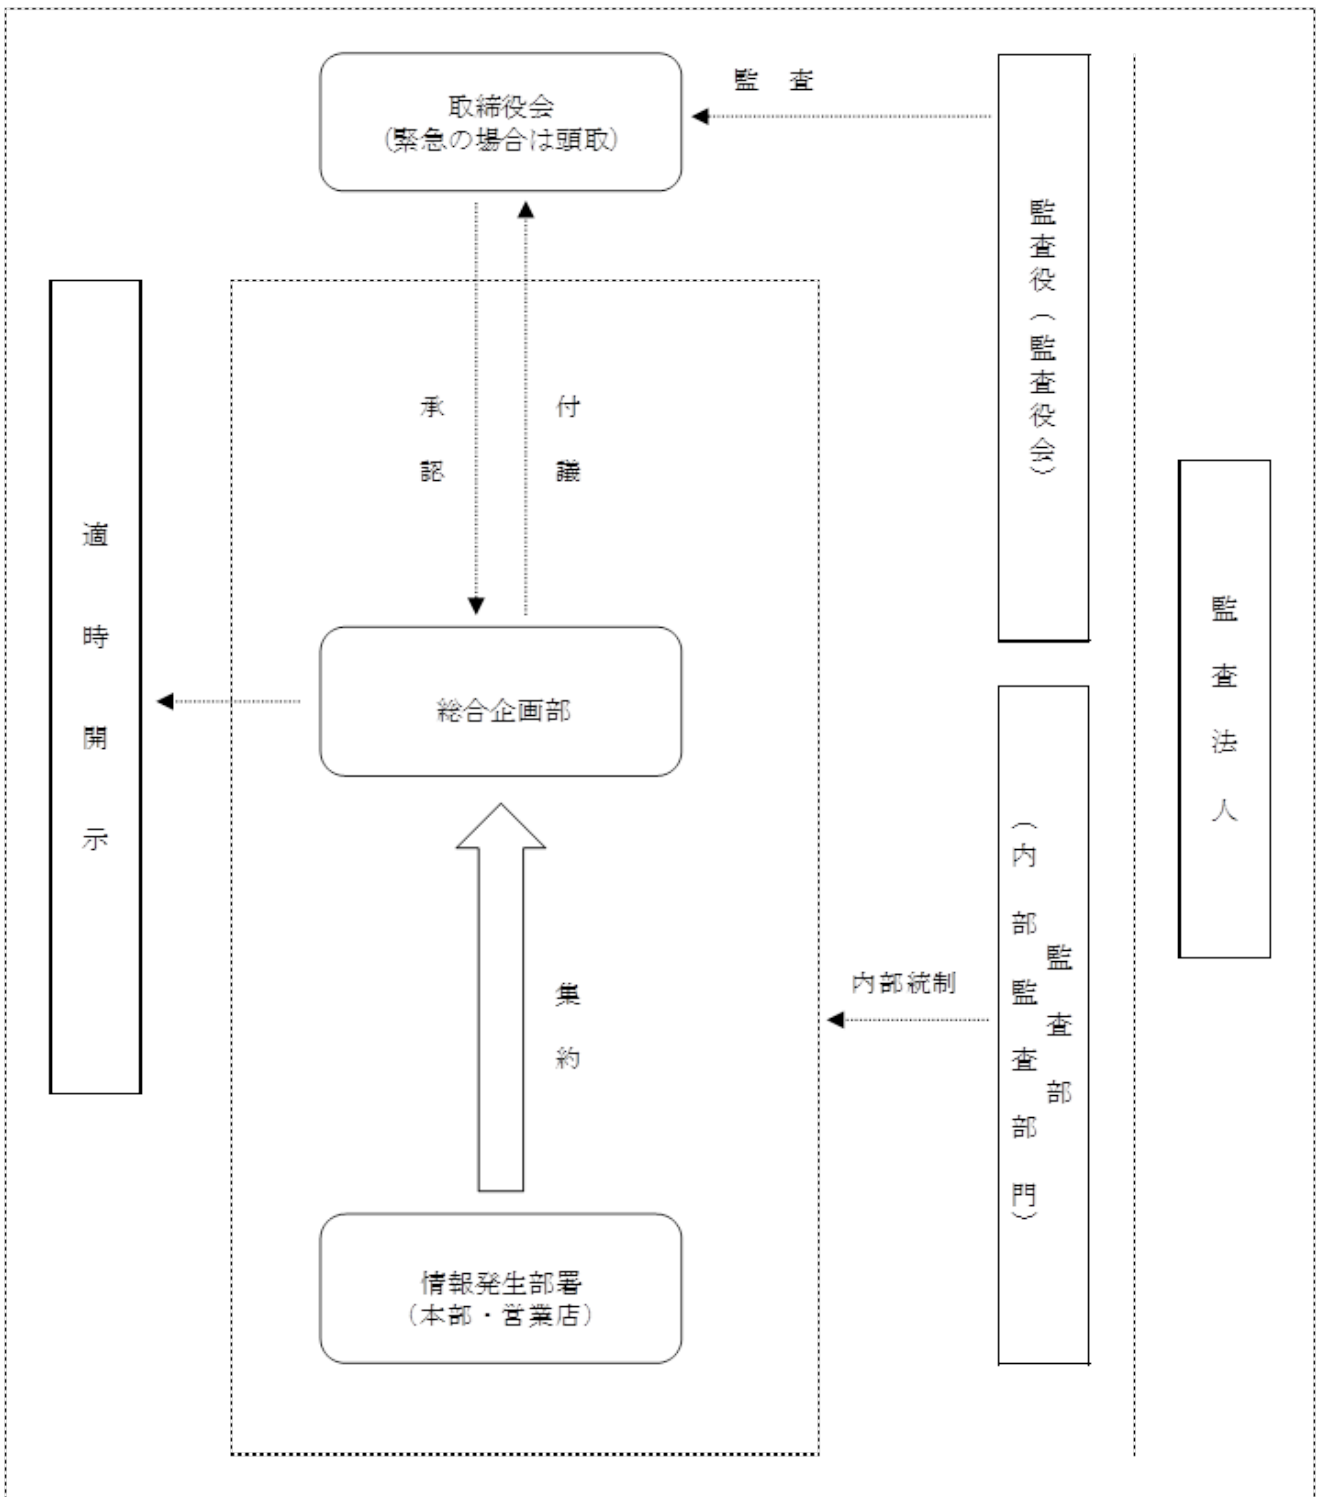 監　査
取締役会
(緊急の場合は頭取)
監査役(監査役会)
承認
付議
適時開示
監査法人
総合企画部
監査部
(内部監査部門)
内部統制
集約
情報発生部署
(本部・営業店)